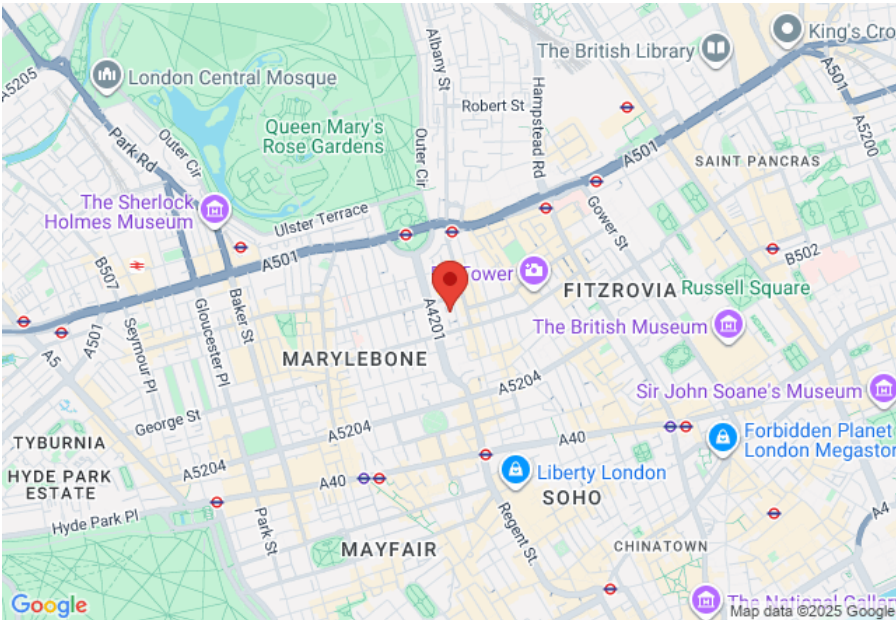 A5205
London Central Mosque
Albany St
The British Library
King's Cro
Hampstead Rd
Robert St
A501
A5200
Queen Mary's
Rose Gardens
Outer Cir
Outer Cir
Park Rd
SAINT PANCRAS
A501
The Sherlock
Holmes Museum
Ulster Terrace
Gower St
B502
A501
B507
Tower
FITZROVIA
Russell Square
Baker St
Gloucester Pl
A4201
The British Museum
Seymour Pl
A501
A5
MARYLEBONE
A5204
Sir John Soane's Museum
George St
A5204
TYBURNIA
A40
Forbidden Planet
London Megastor
HYDE PARK
ESTATE
A5204
A40
Liberty London
SOHO
Hyde Park Pl
Park St
Regent St.
A4
MAYFAIR
CHINATOWN
Google
The National Galler
Map data ©2025 Google